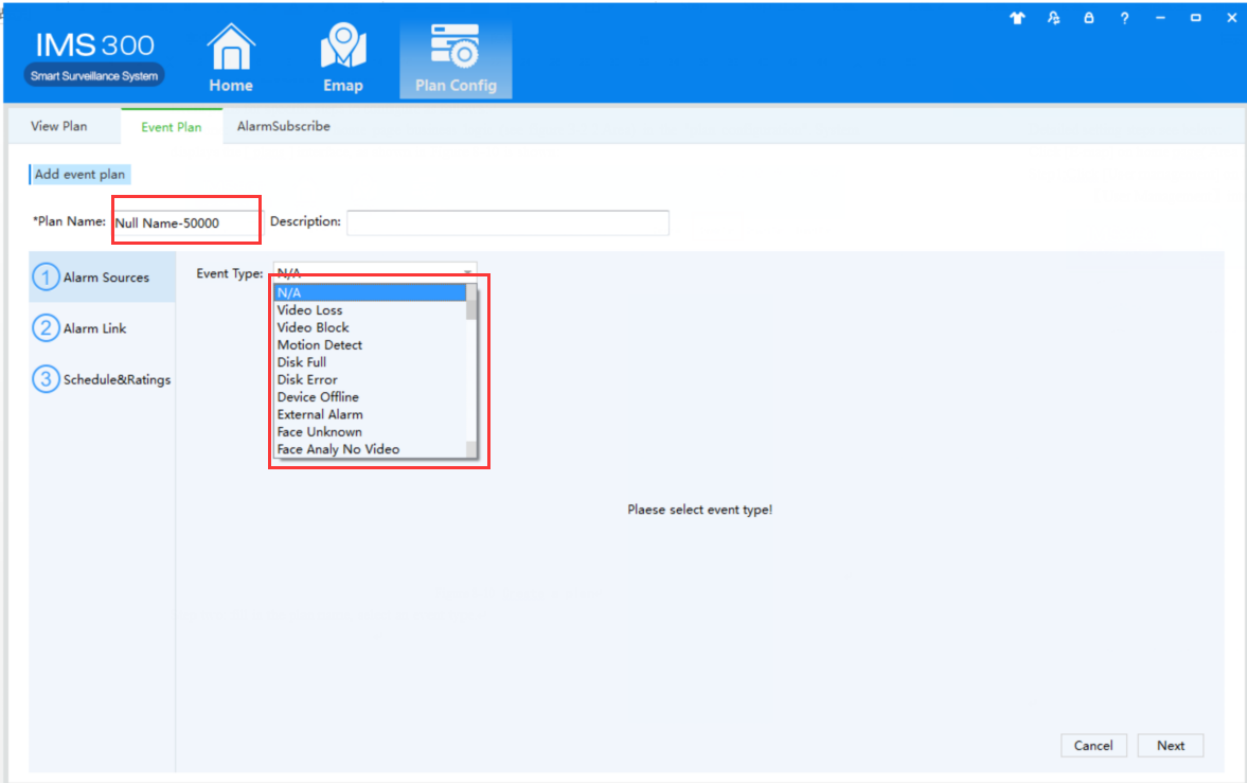 IMS 300
Smart Surveillance System
Home
Emap
Plan Config
View Plan
Event Plan
AlarmSubscribe
Add event plan
*Plan Name: Null Name-50000 Description:
1 Alarm Sources
Event Type: N/A
N/A
Video Loss
Video Block
Motion Detect
Disk Full
Disk Error
Device Offline
External Alarm
Face Unknown
Face Analy No Video
2 Alarm Link
3 Schedule&Ratings
Plaese select event type!
Cancel
Next